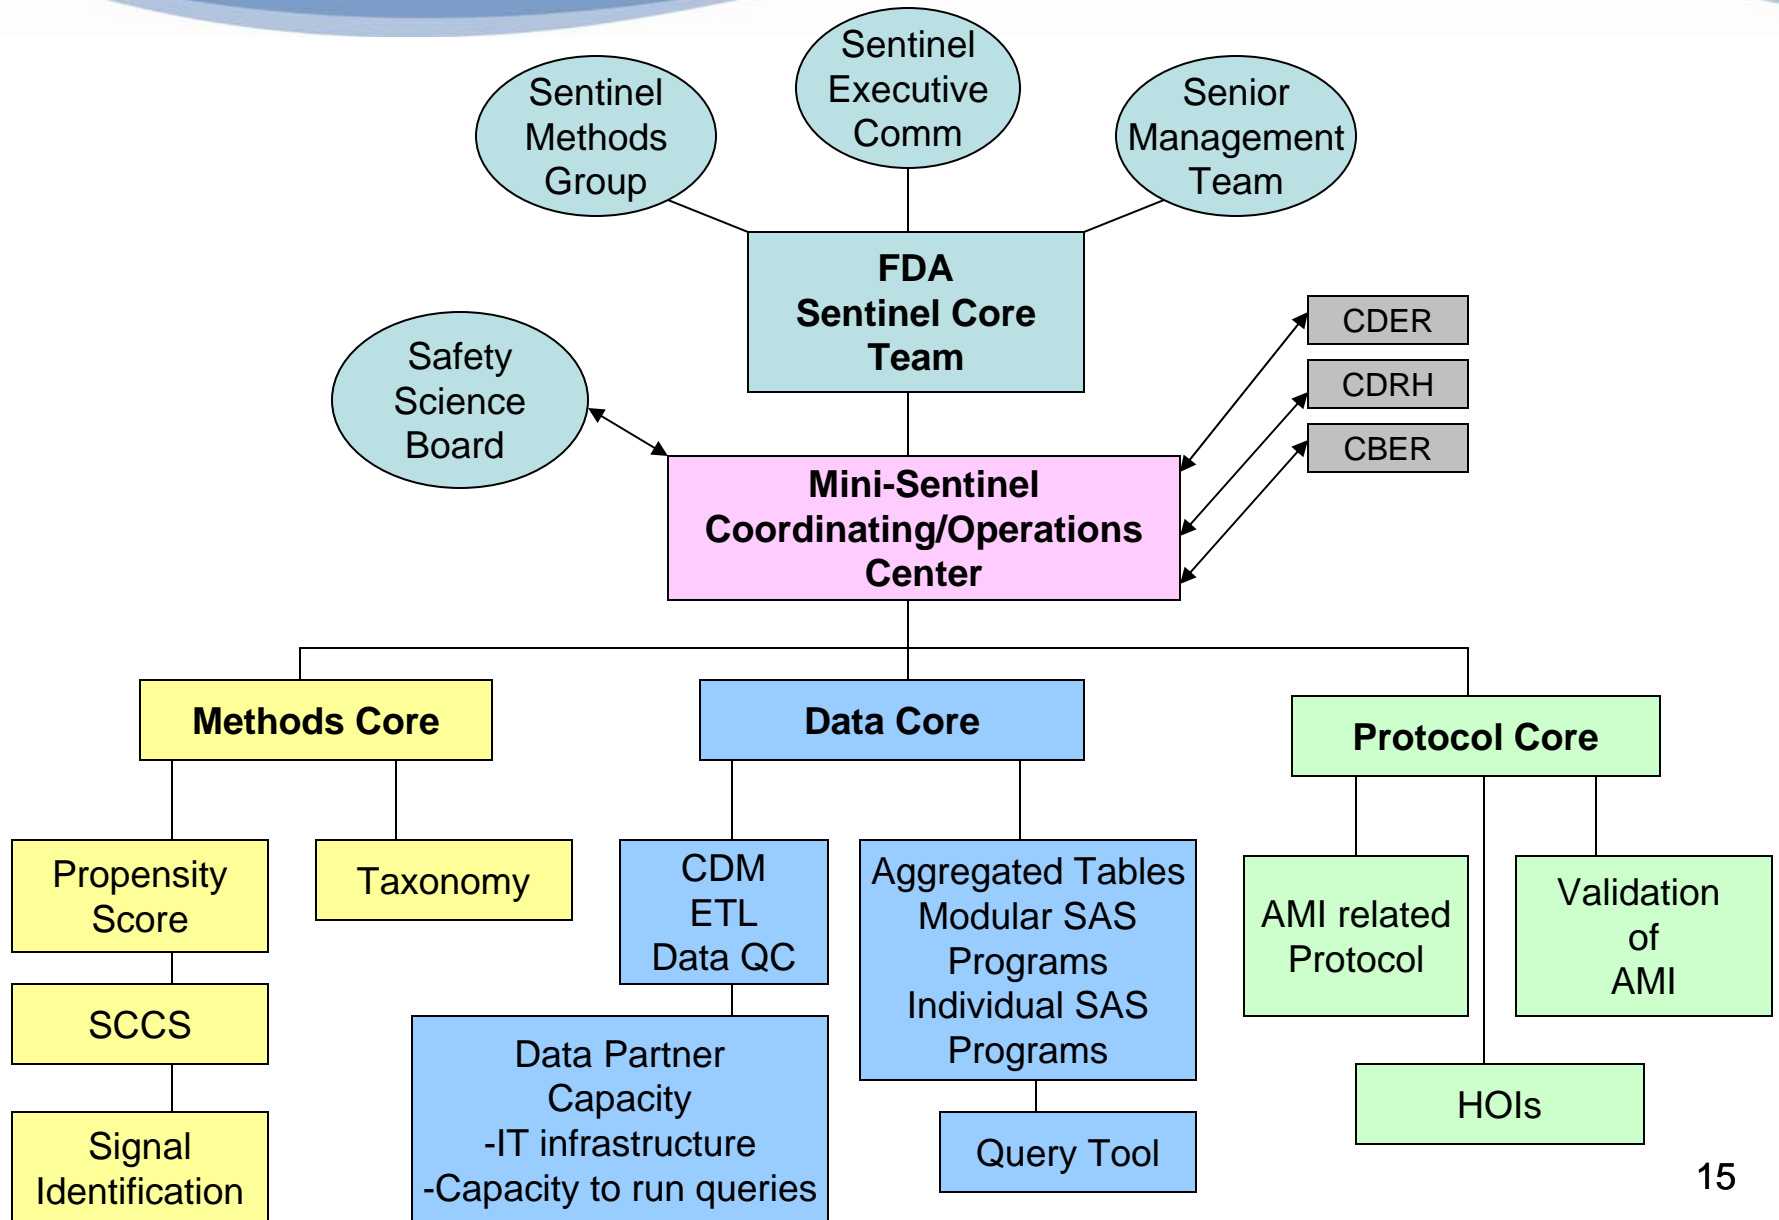 Sentinel
Methods
Group
Sentinel
Executive
Comm
Senior
Management
Team
FDA
Sentinel Core
Team
Safety
Science
Board
CDER
CDRH
CBER
Mini-Sentinel
Coordinating/Operations
Center
Methods Core
Data Core
Protocol Core
Propensity
Score
Taxonomy
SCCS
Signal
Identification
CDM
ETL
Data QC
Data Partner
Capacity
-IT infrastructure
-Capacity to run queries
Aggregated Tables
Modular SAS
Programs
Individual SAS
Programs
Query Tool
AMI related
Protocol
HOIs
Validation
of
AMI
15